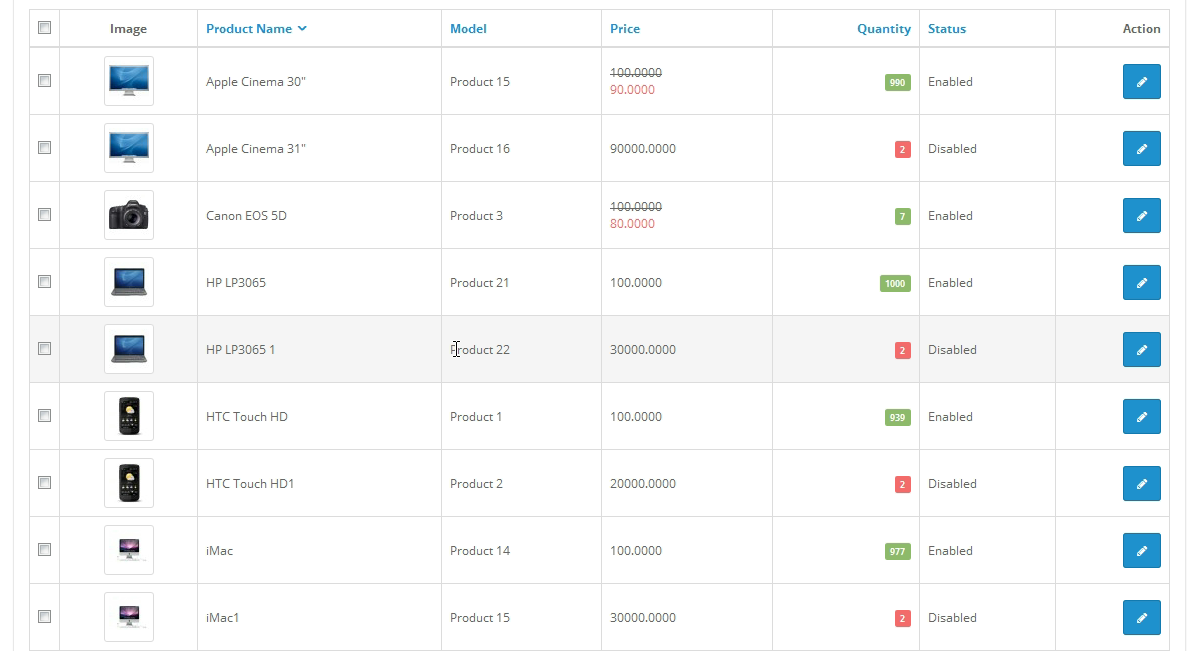 Image Product Name Model Price Quantity Status Action
Apple Cinema 30" Product 15 100.0000 990 Enabled
90.0000
Apple Cinema 31" Product 16 90000.0000 2 Disabled
Canon EOS 5D Product 3 100.0000 7 Enabled
80.0000
HP LP3065 Product 21 100.0000 1000 Enabled
HP LP3065 1 Product 22 30000.0000 2 Disabled
HTC Touch HD Product 1 100.0000 939 Enabled
HTC Touch HD1 Product 2 20000.0000 2 Disabled
iMac Product 14 100.0000 977 Enabled
iMac1 Product 15 30000.0000 2 Disabled